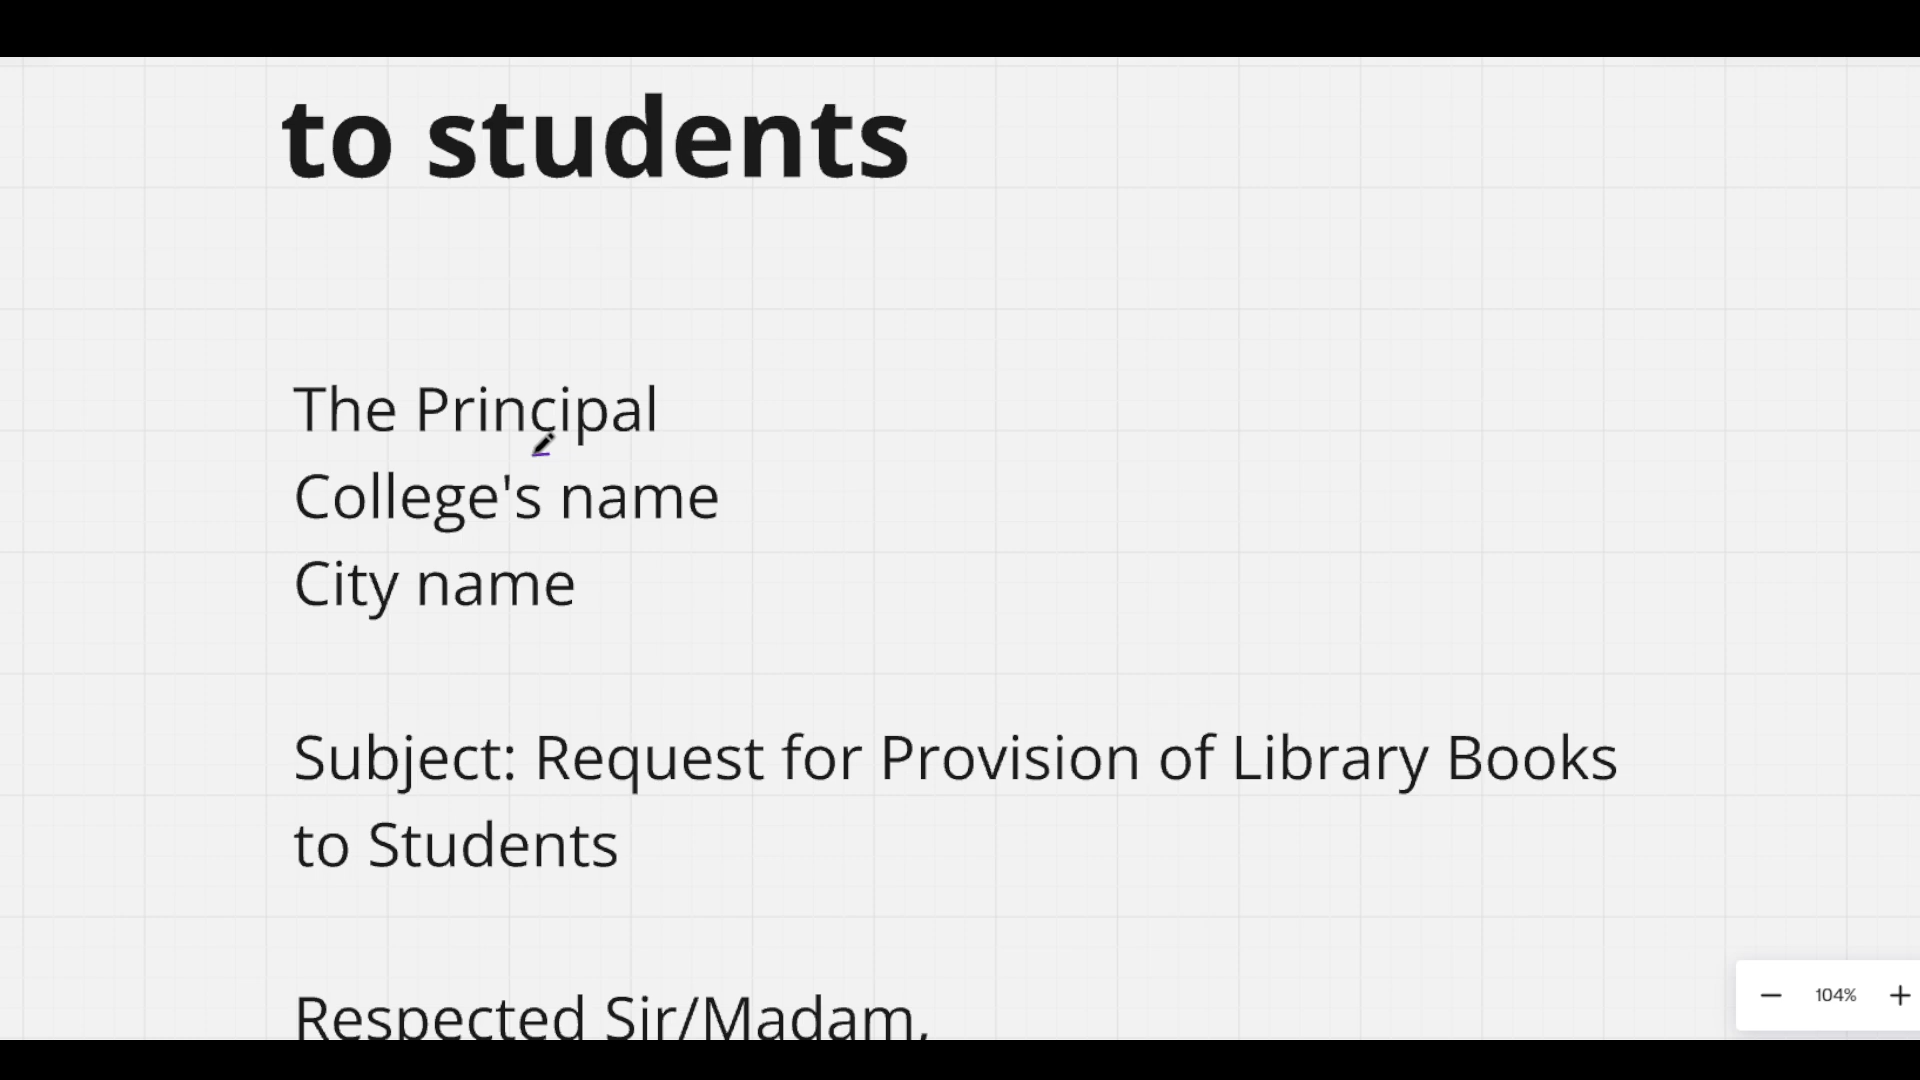 to students
The Principal
College's name
City name
Subject: Request for Provision of Library Books
to Students
Respected Sir/Madam,
104%